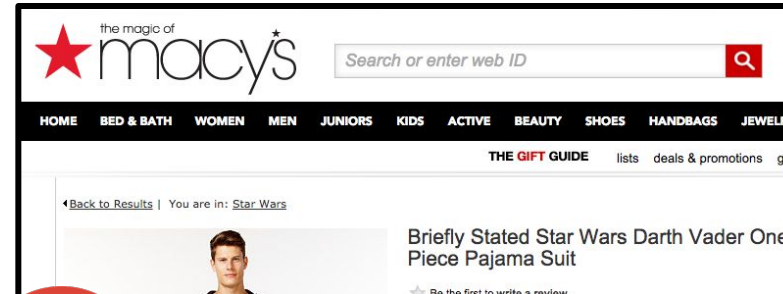 the magic of
macy's
Search or enter web ID
HOME BED & BATH WOMEN MEN JUNIORS KIDS ACTIVE BEAUTY SHOES HANDBAGS
THE GIFT GUIDE lists deals & promotions
Back to Results | You are in: Star Wars
Briefly Stated Star Wars Darth Vader One
Piece Pajama Suit
Be the first to write a review